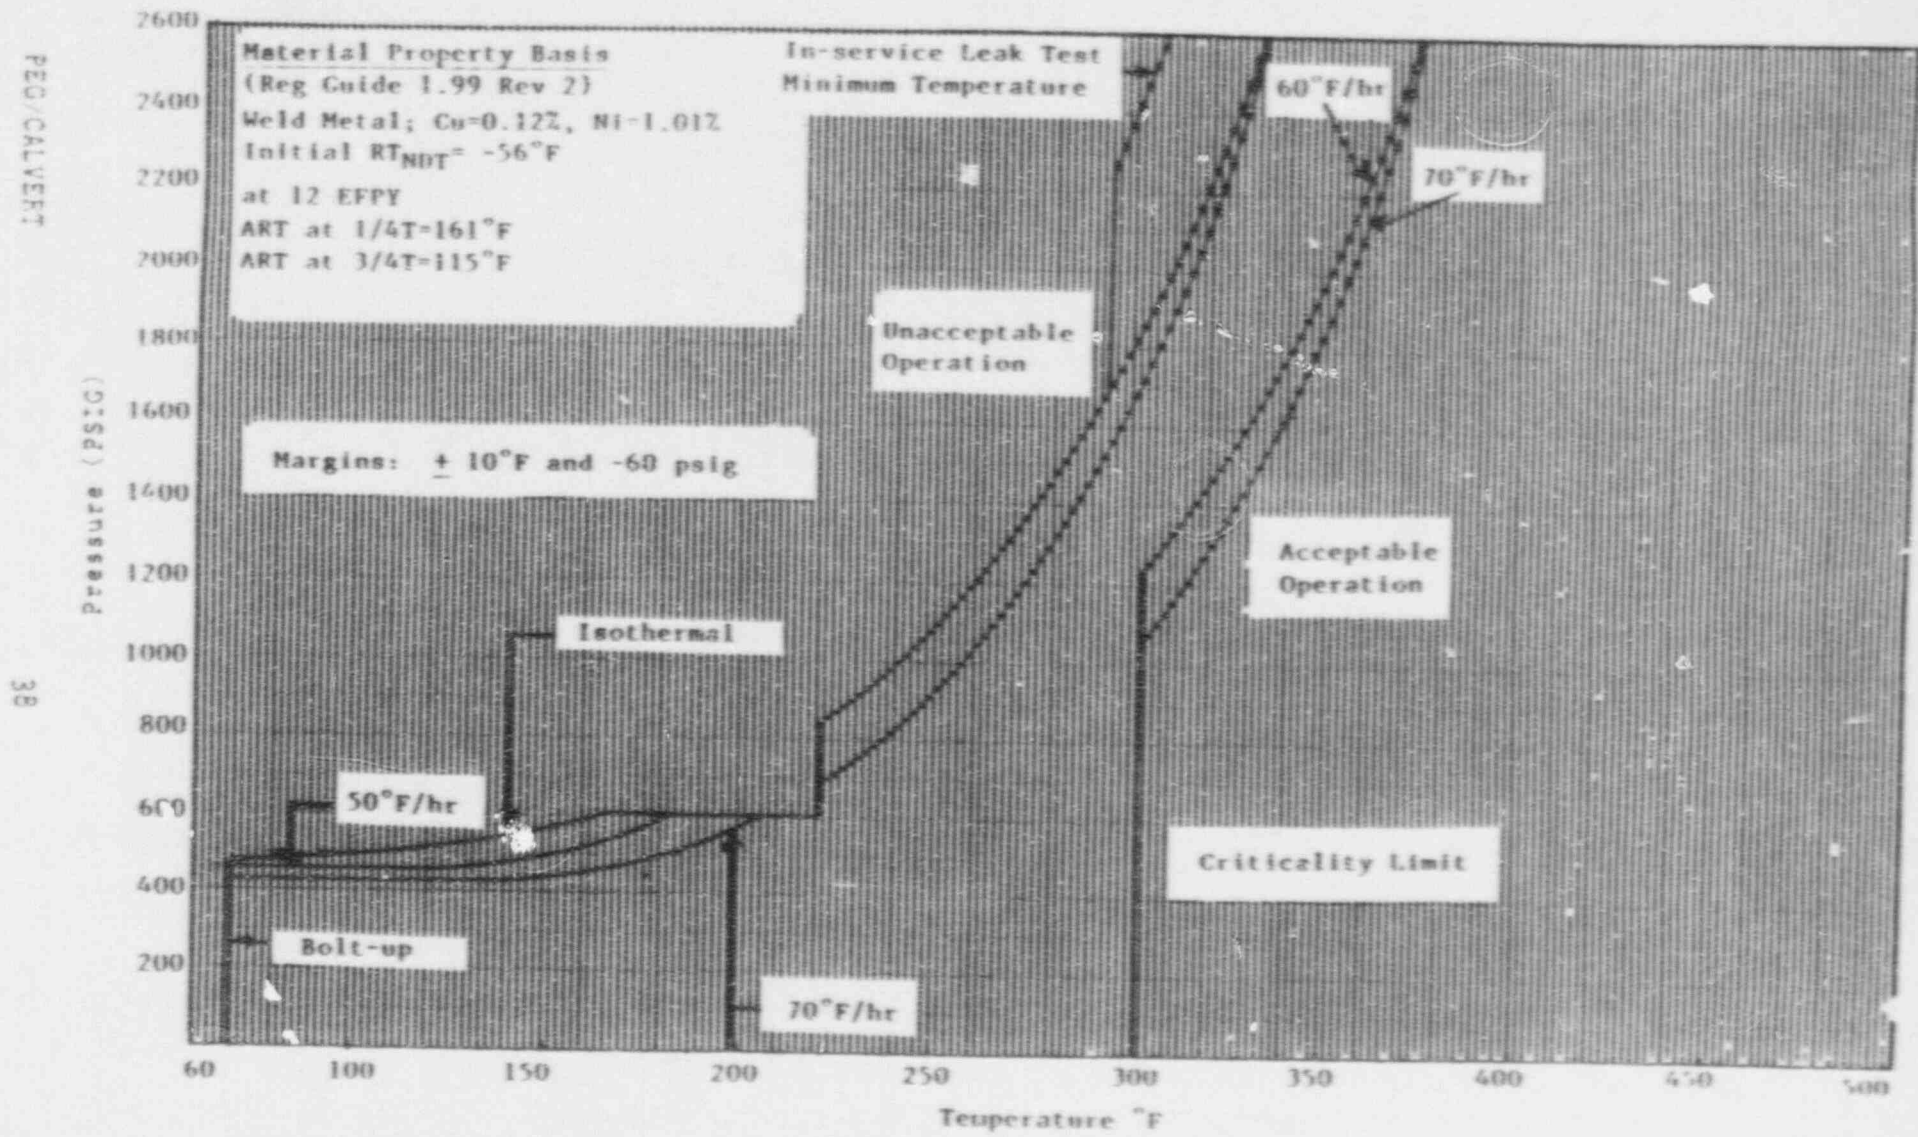 PEG/CALVERT
38
Pressure (PSIG)
2600
2400
2200
2000
1800
1600
1400
1200
1000
800
600
400
200
Material Property Basis
(Reg Guide 1.99 Rev 2)
Weld Metal; Cu=0.12%, Ni=1.01%
Initial RTNDT= -56°F
at 12 EFPY
ART at 1/4T=161°F
ART at 3/4T=115°F
In-service Leak Test
Minimum Temperature
60°F/hr
70°F/hr
Unacceptable
Operation
Margins: ± 10°F and -60 psig
Acceptable
Operation
Isothermal
50°F/hr
Criticality Limit
Bolt-up
70°F/hr
60 100 150 200 250 300 350 400 450 500
Temperature °F